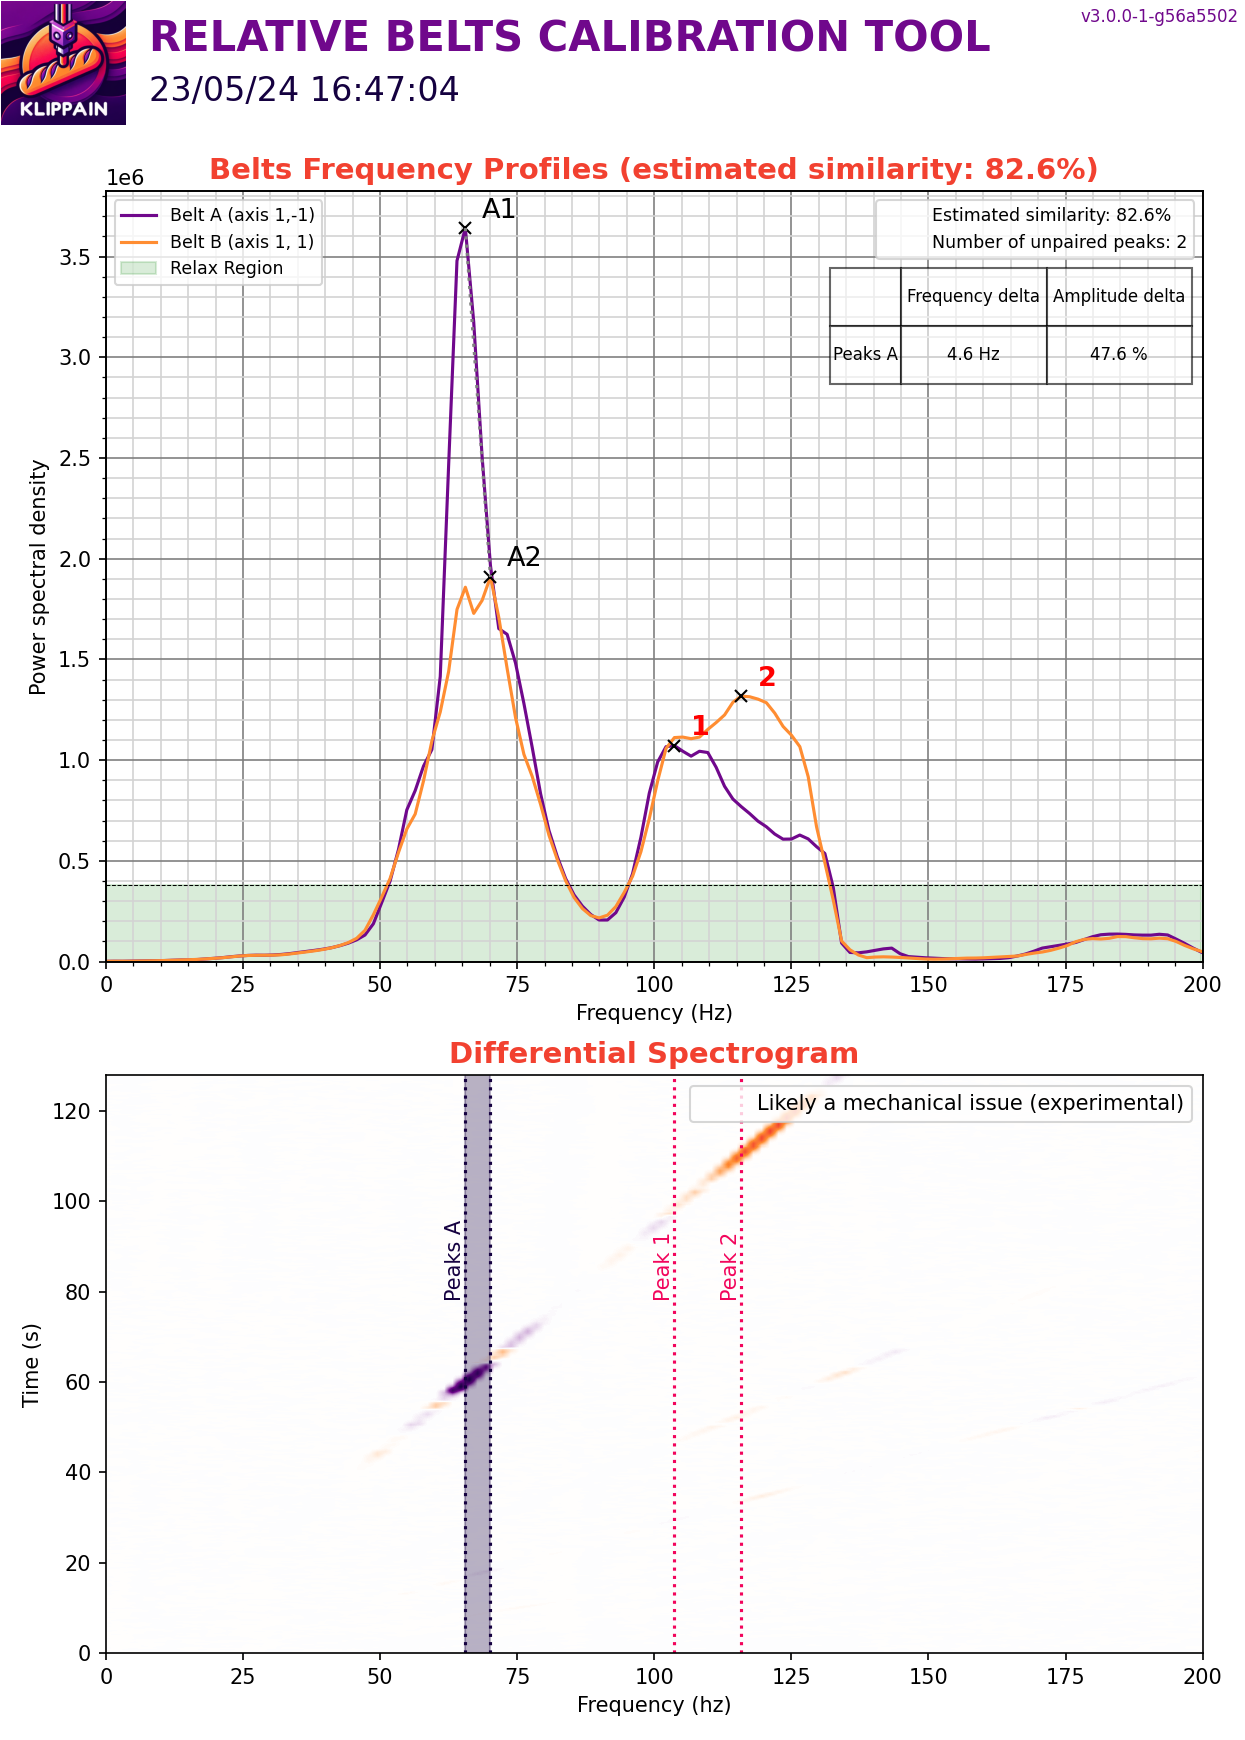 KLIPPAIN
RELATIVE BELTS CALIBRATION TOOL
v3.0.0-1-g56a5502
23/05/24 16:47:04
Belts Frequency Profiles (estimated similarity: 82.6%)
1e6
Belt A (axis 1,-1)
Belt B (axis 1, 1)
Relax Region
A1
Estimated similarity: 82.6%
Number of unpaired peaks: 2
Frequency delta Amplitude delta
Peaks A 4.6 Hz 47.6 %
A2
2
1
Power spectral density
3.5
3.0
2.5
2.0
1.5
1.0
0.5
0.0
0 25 50 75 100 125 150 175 200
Frequency (Hz)
Differential Spectrogram
Likely a mechanical issue (experimental)
Peaks A
Peak 1
Peak 2
Time (s)
120
100
80
60
40
20
0
0 25 50 75 100 125 150 175 200
Frequency (hz)